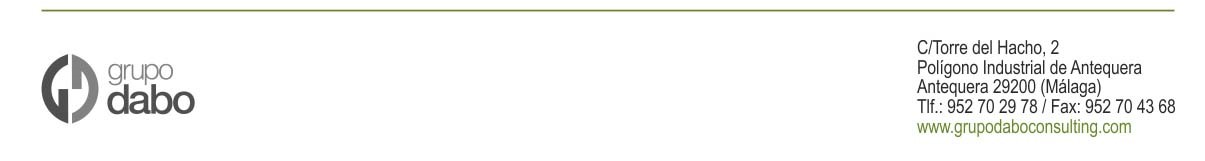 grupo
dabo
C/Torre del Hacho, 2
Polígono Industrial de Antequera
Antequera 29200 (Málaga)
Tlf.: 952 70 29 78 / Fax: 952 70 43 68
www.grupodaboconsulting.com